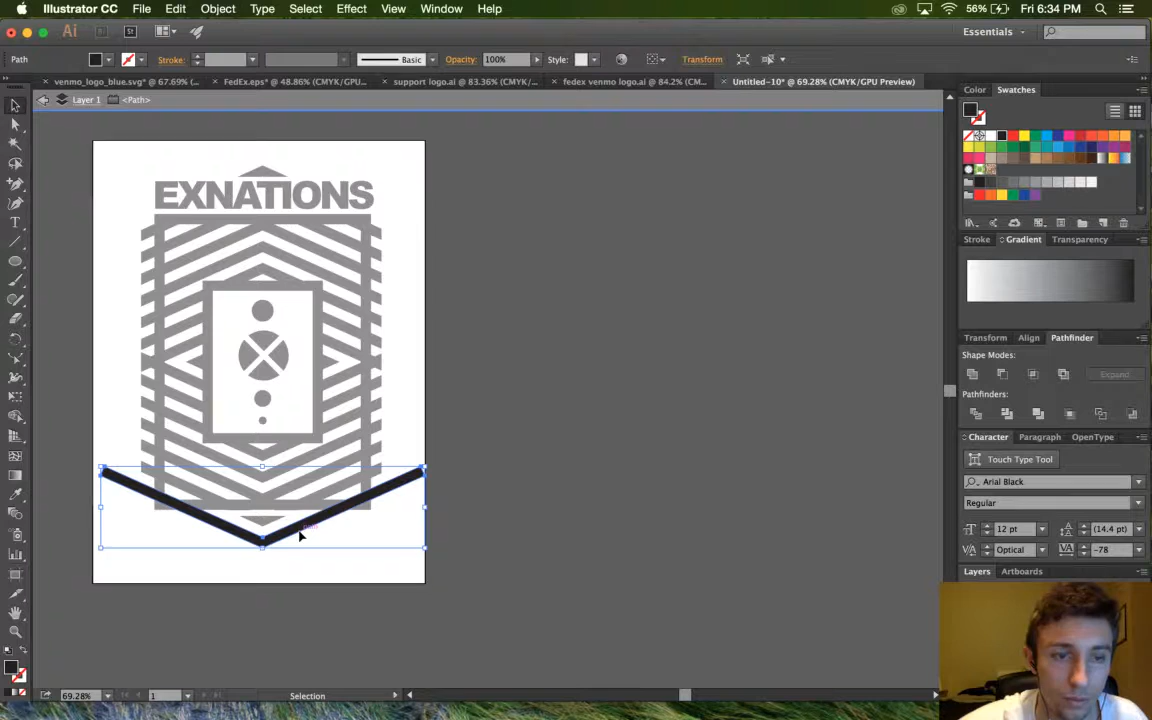 Illustrator CC File Edit Object Type Select Effect View Window Help 56% Fri 6:34 PM
Ai Br St Essentials
Path Stroke: Basic Opacity: 100% Style: Transform
venmo_logo_blue.svg* @ 67.69% (... FedEx.eps* @ 48.86% (CMYK/GPU... support logo.ai @ 83.36% (CMYK/... fedex venmo logo.ai @ 84.2% (CM... Untitled-10* @ 69.28% (CMYK/GPU Preview)
Layer 1 <Path>
Color Swatches
EXNATIONS
Stroke Gradient Transparency
Transform Align Pathfinder
Shape Modes:
Expand
Pathfinders:
Character Paragraph OpenType
Touch Type Tool
Arial Black
Regular
12 pt (14.4 pt)
Optical -78
Layers Artboards
69.28% 1 Selection